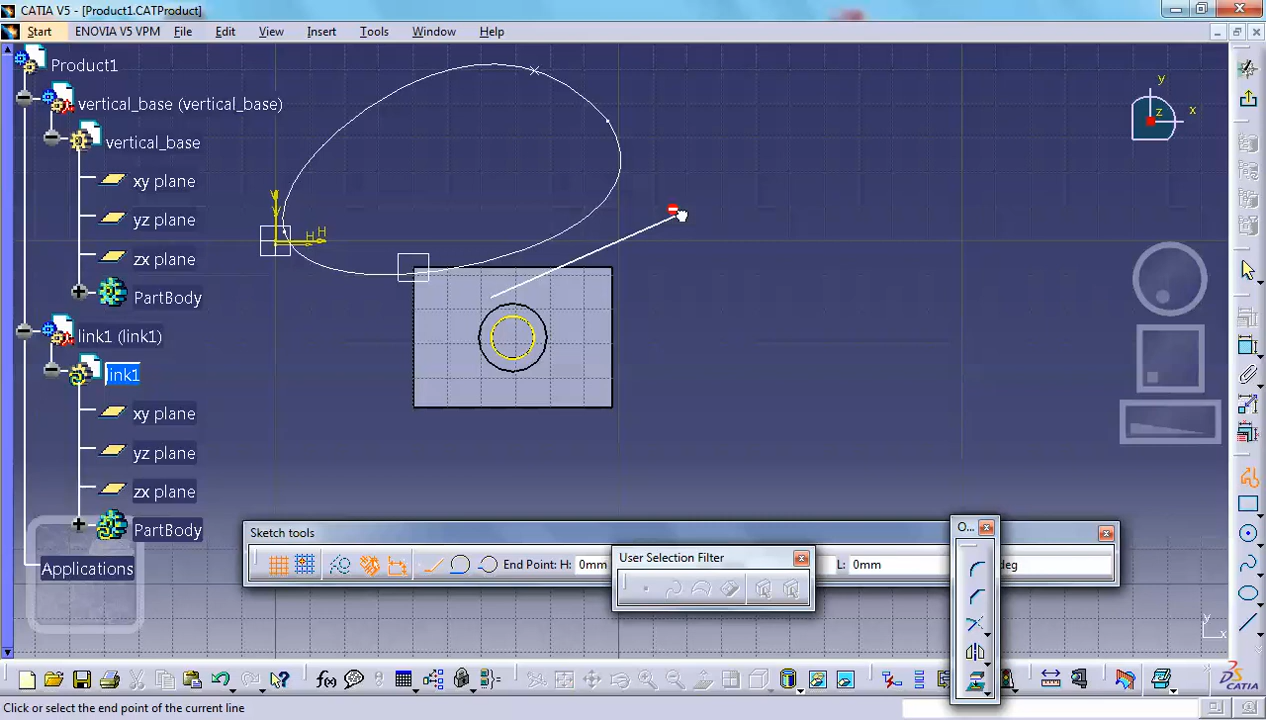 CATIA V5 - [Product1.CATProduct]
Start ENOVIA V5 VPM File Edit View Insert Tools Window Help
Product1
vertical_base (vertical_base)
vertical_base
xy plane
yz plane
zx plane
PartBody
link1 (link1)
link1
xy plane
yz plane
zx plane
PartBody
Applications
V
H H
y
x
z
Sketch tools
End Point: H: 0mm
L: 0mm
deg
User Selection Filter
O...
y
x
f(x)
CATIA
Click or select the end point of the current line